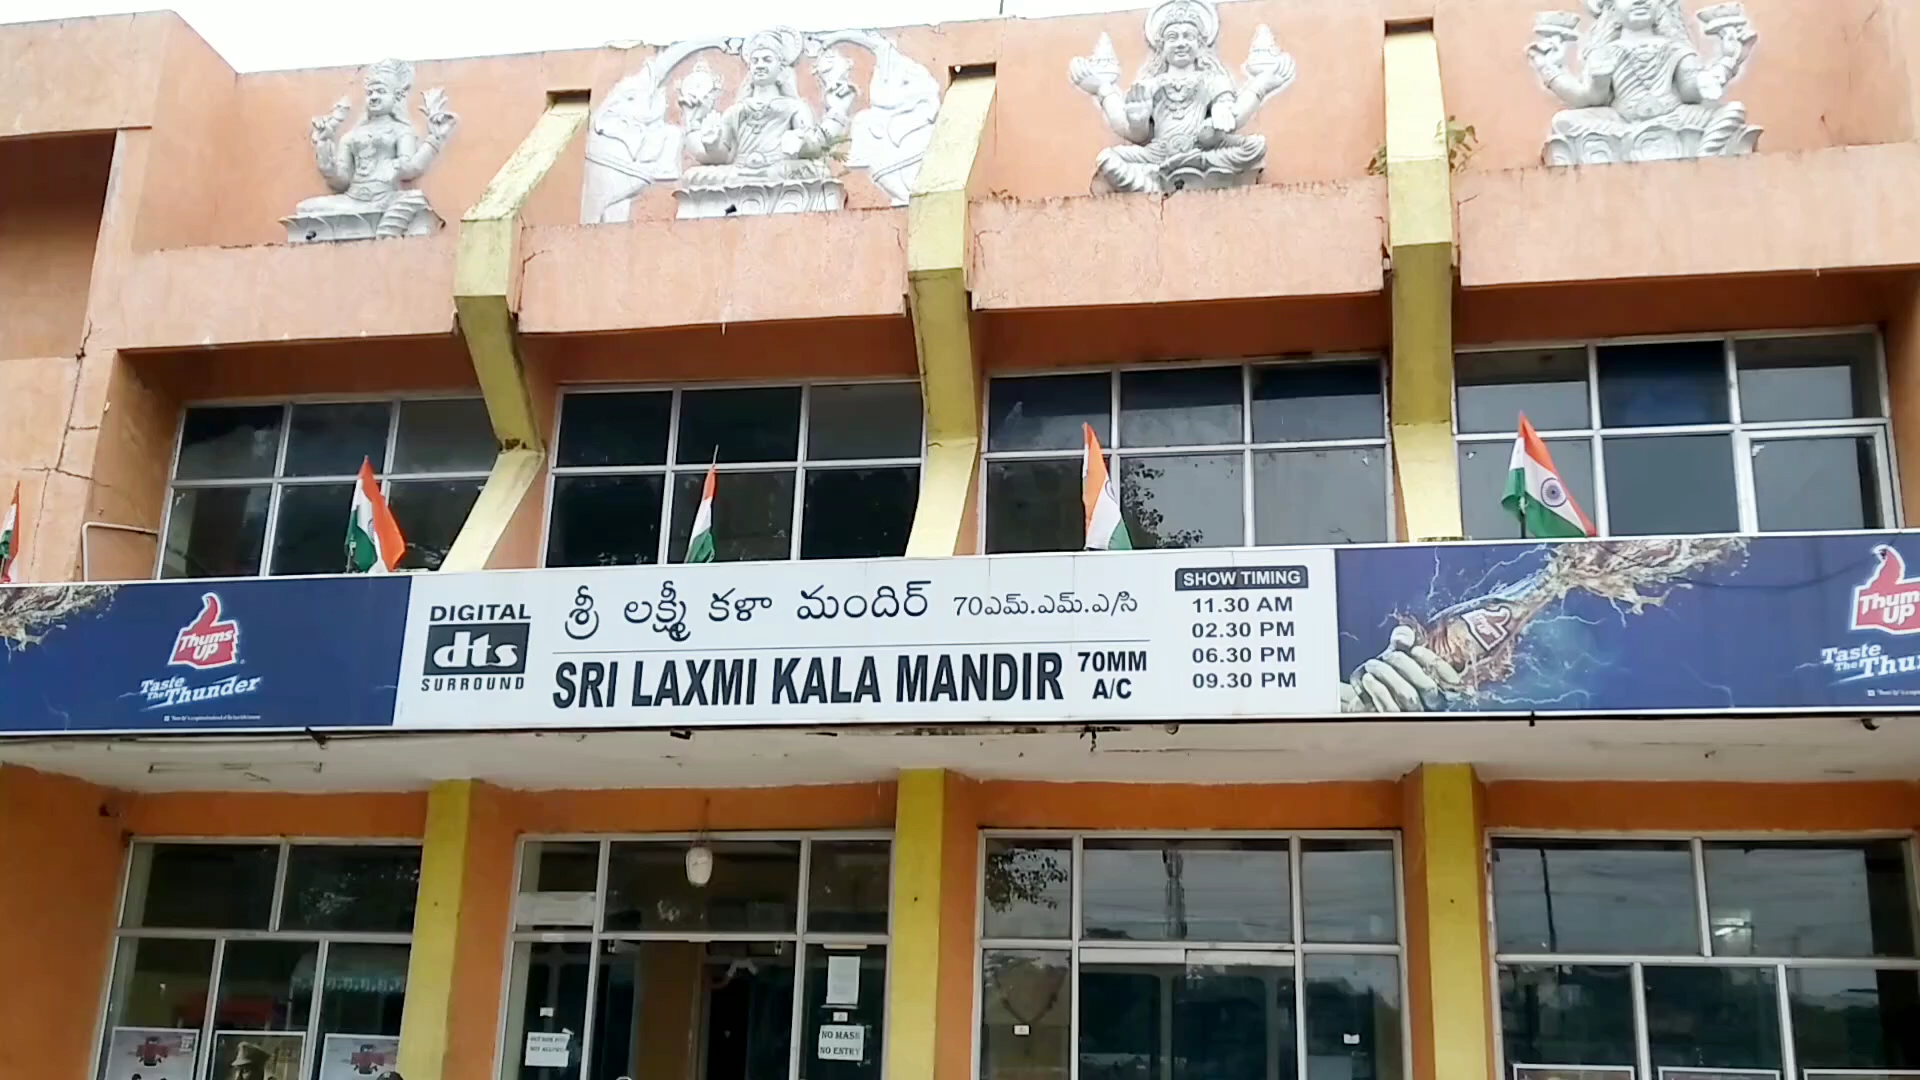 Thums Up
Taste The Thunder
DIGITAL
dts
SURROUND
శ్రీ లక్ష్మీ కళా మందిర్ 70ఎమ్.ఎమ్.ఎ/సి
SRI LAXMI KALA MANDIR 70MM A/C
SHOW TIMING
11.30 AM
02.30 PM
06.30 PM
09.30 PM
Thums Up
Taste The Thu
NO MASK
NO ENTRY